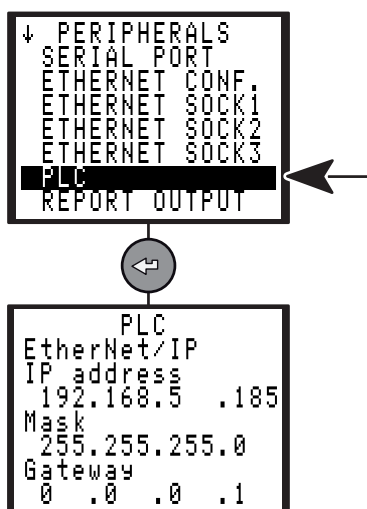 ↓ PERIPHERALS
SERIAL PORT
ETHERNET CONF.
ETHERNET SOCK1
ETHERNET SOCK2
ETHERNET SOCK3
PLC
REPORT OUTPUT
PLC
EtherNet/IP
IP address
192.168.5 .185
Mask
255.255.255.0
Gateway
0 .0 .0 .1